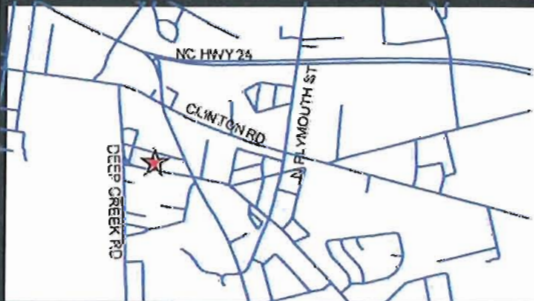 NC HWY 24
CLINTON RD
N PLYMOUTH ST
DEEP CREEK RD